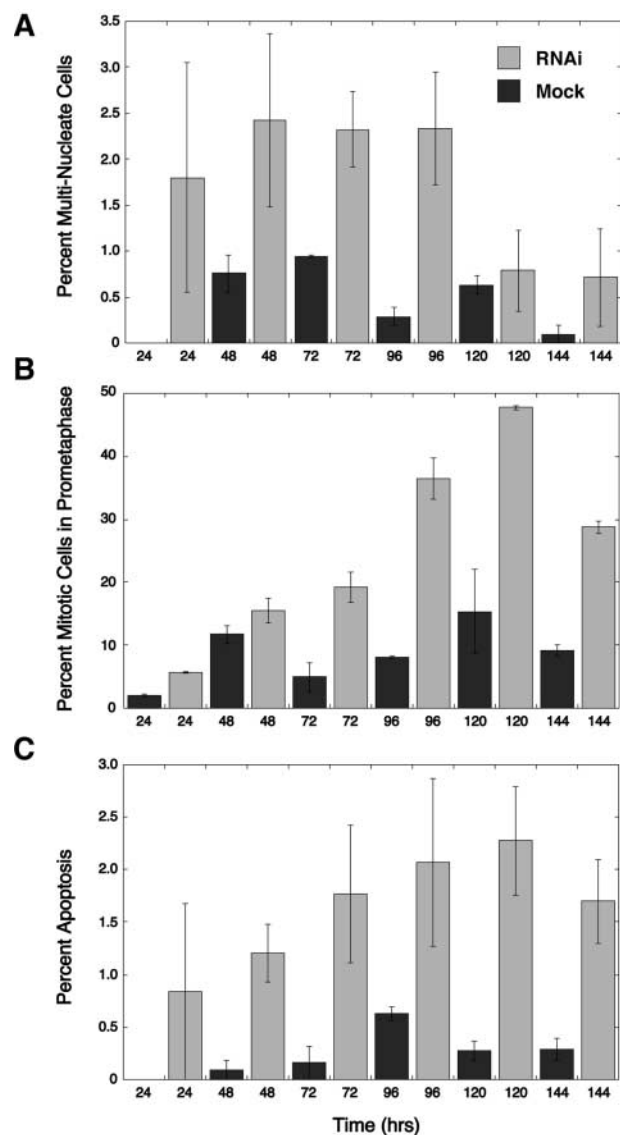 A
Percent Multi-Nucleate Cells
3.5
3.0
2.5
2.0
1.5
1.0
0.5
0
RNAi
Mock
24 24 48 48 72 72 96 96 120 120 144 144
B
Percent Mitotic Cells in Prometaphase
50
40
30
20
10
0
24 24 48 48 72 72 96 96 120 120 144 144
C
Percent Apoptosis
3.0
2.5
2.0
1.5
1.0
0.5
0
24 24 48 48 72 72 96 96 120 120 144 144
Time (hrs)